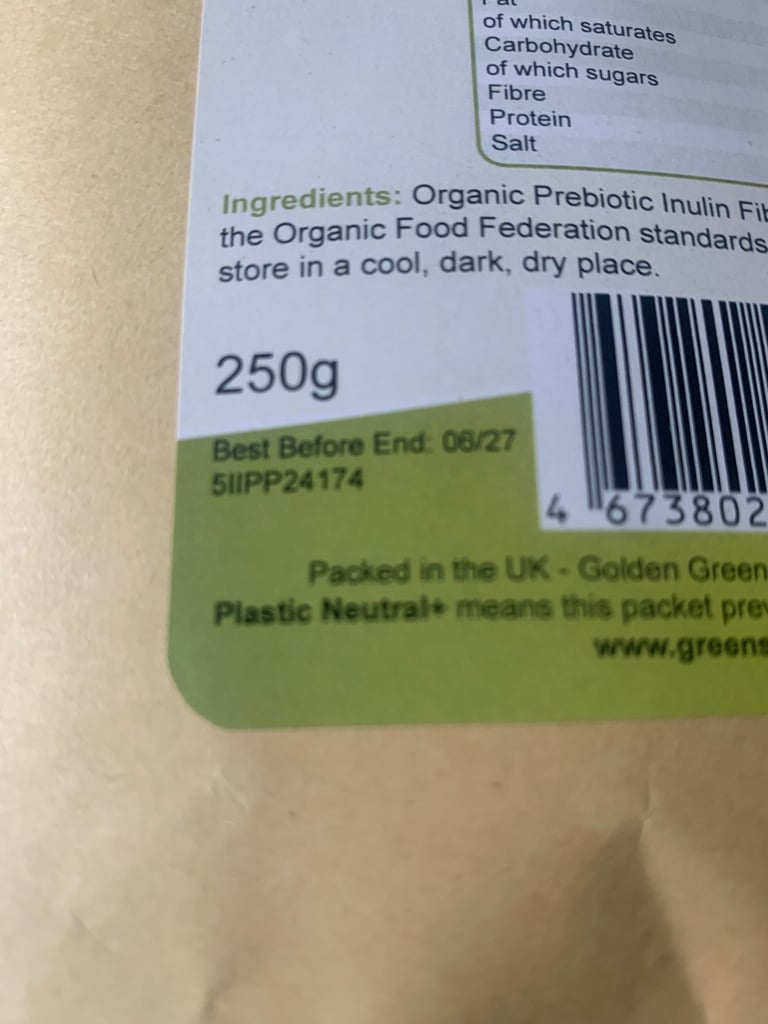 of which saturates
Carbohydrate
of which sugars
Fibre
Protein
Salt
Ingredients: Organic Prebiotic Inulin
the Organic Food Federation standards
store in a cool, dark, dry place.
250g
Best Before End: 06/27
5IIPP24174
4 673802
Packed in the UK - Golden Green
Plastic Neutral+ means this packet
www.greens